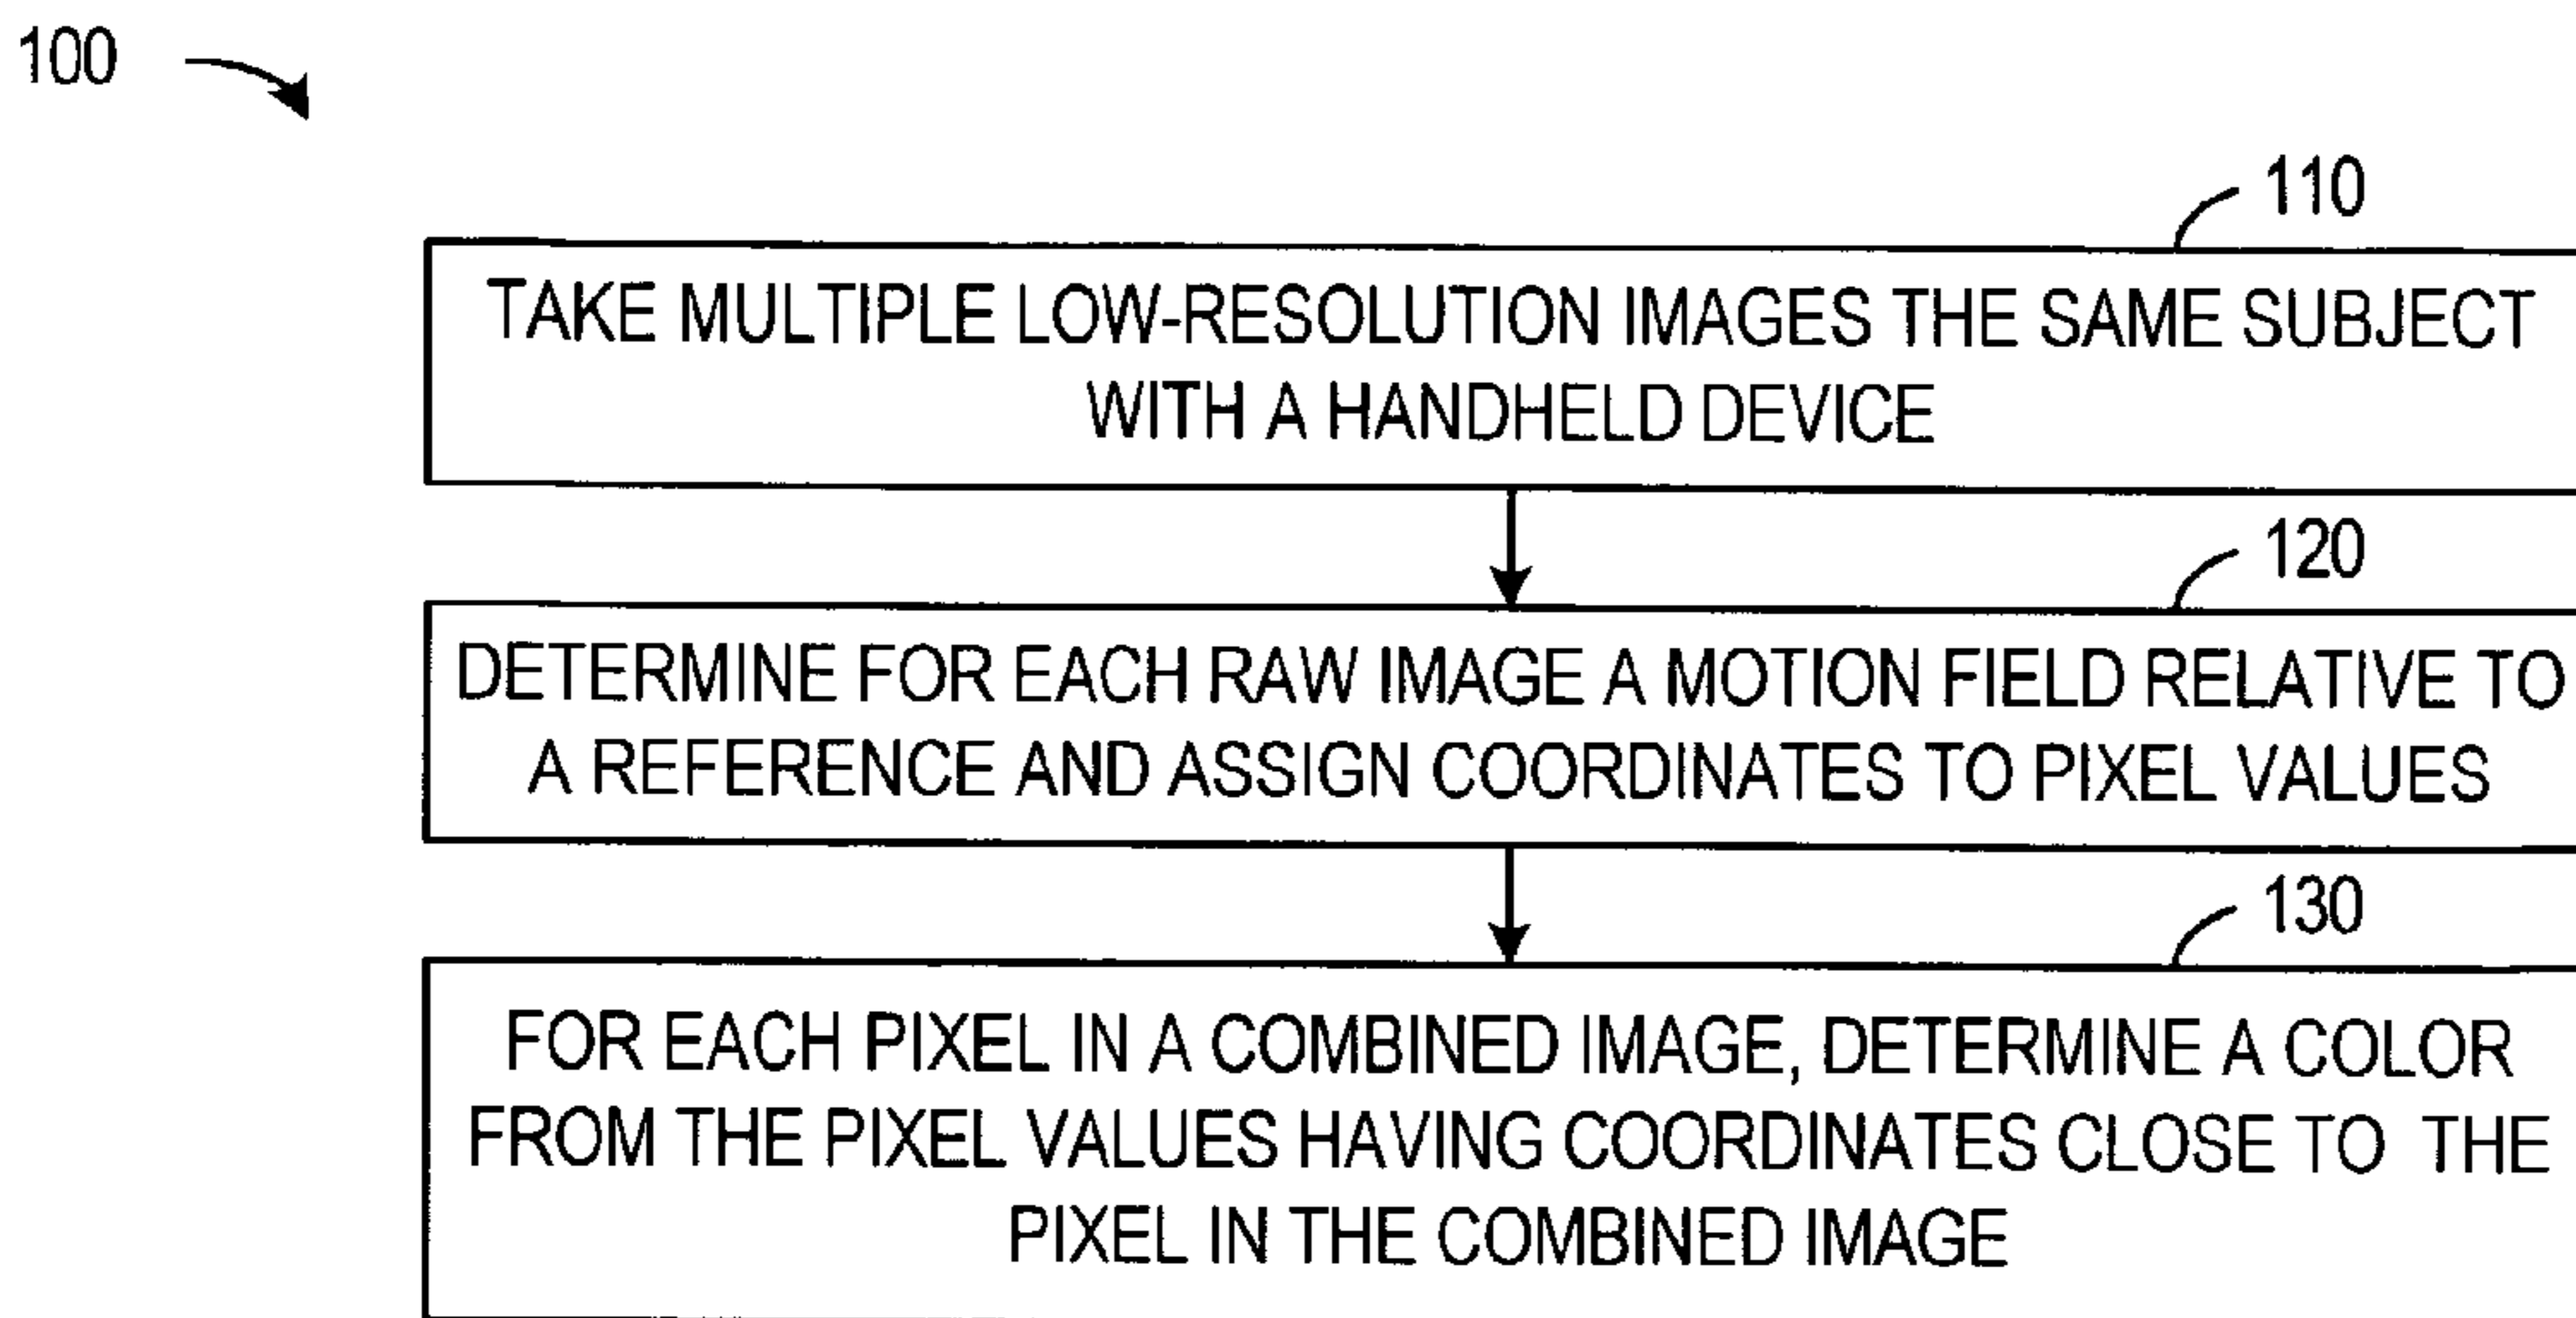 100
110
TAKE MULTIPLE LOW-RESOLUTION IMAGES THE SAME SUBJECT
WITH A HANDHELD DEVICE
120
DETERMINE FOR EACH RAW IMAGE A MOTION FIELD RELATIVE TO
A REFERENCE AND ASSIGN COORDINATES TO PIXEL VALUES
130
FOR EACH PIXEL IN A COMBINED IMAGE, DETERMINE A COLOR
FROM THE PIXEL VALUES HAVING COORDINATES CLOSE TO THE
PIXEL IN THE COMBINED IMAGE